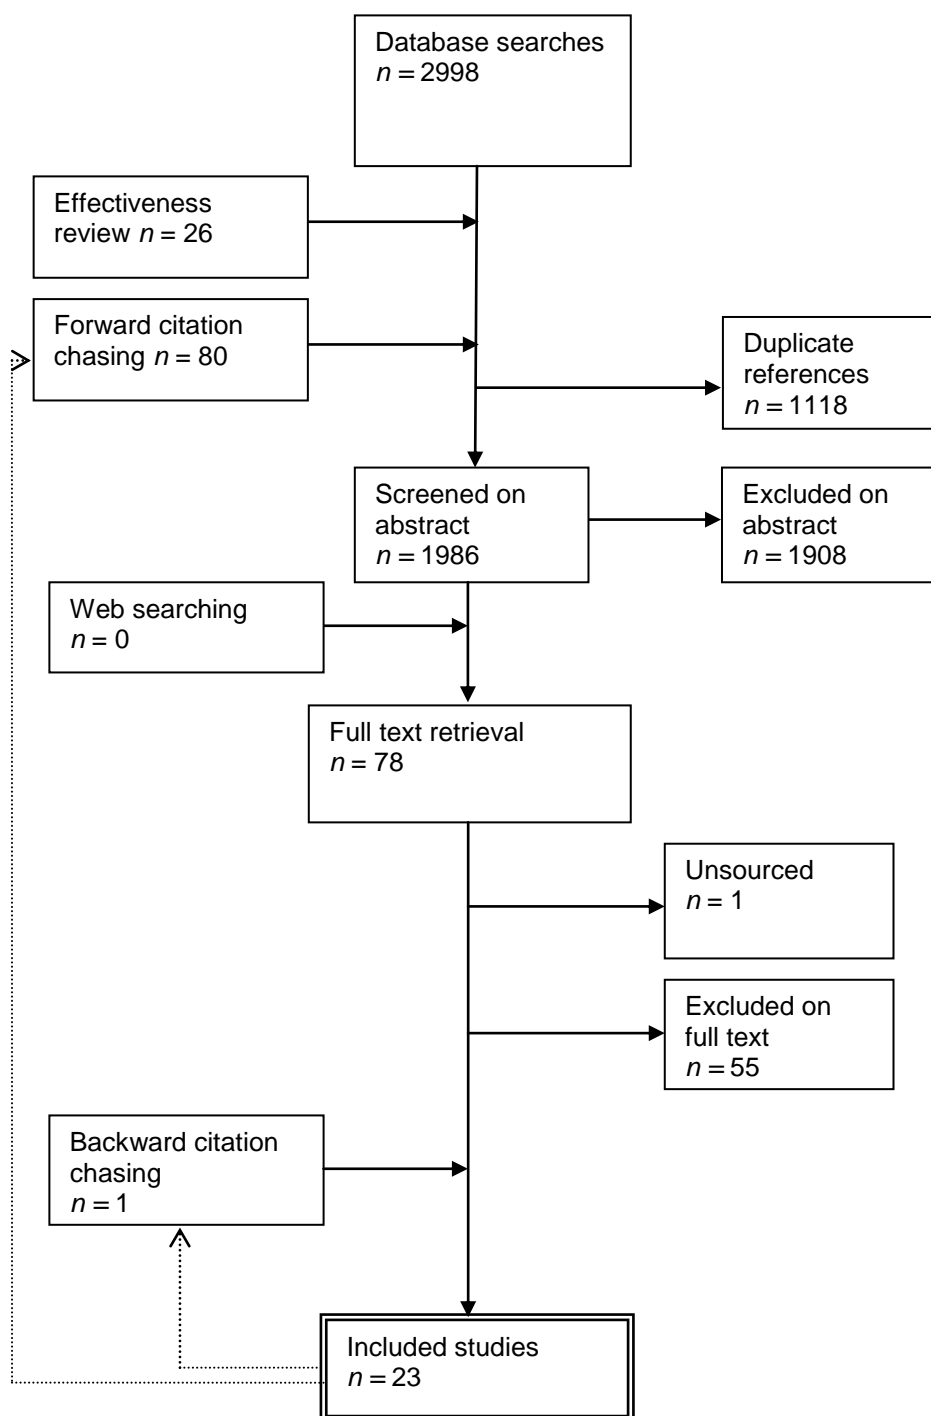 Database searches
n = 2998
Effectiveness
review n = 26
Forward citation
chasing n = 80
Duplicate
references
n = 1118
Screened on
abstract
n = 1986
Excluded on
abstract
n = 1908
Web searching
n = 0
Full text retrieval
n = 78
Unsourced
n = 1
Excluded on
full text
n = 55
Backward citation
chasing
n = 1
Included studies
n = 23